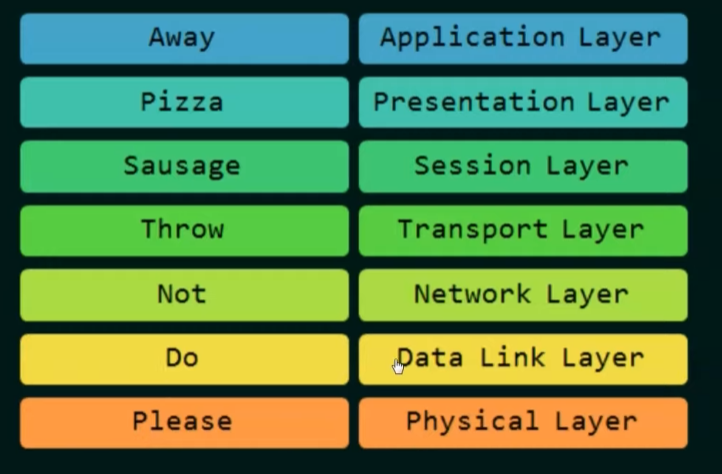 Away Application Layer
Pizza Presentation Layer
Sausage Session Layer
Throw Transport Layer
Not Network Layer
Do Data Link Layer
Please Physical Layer